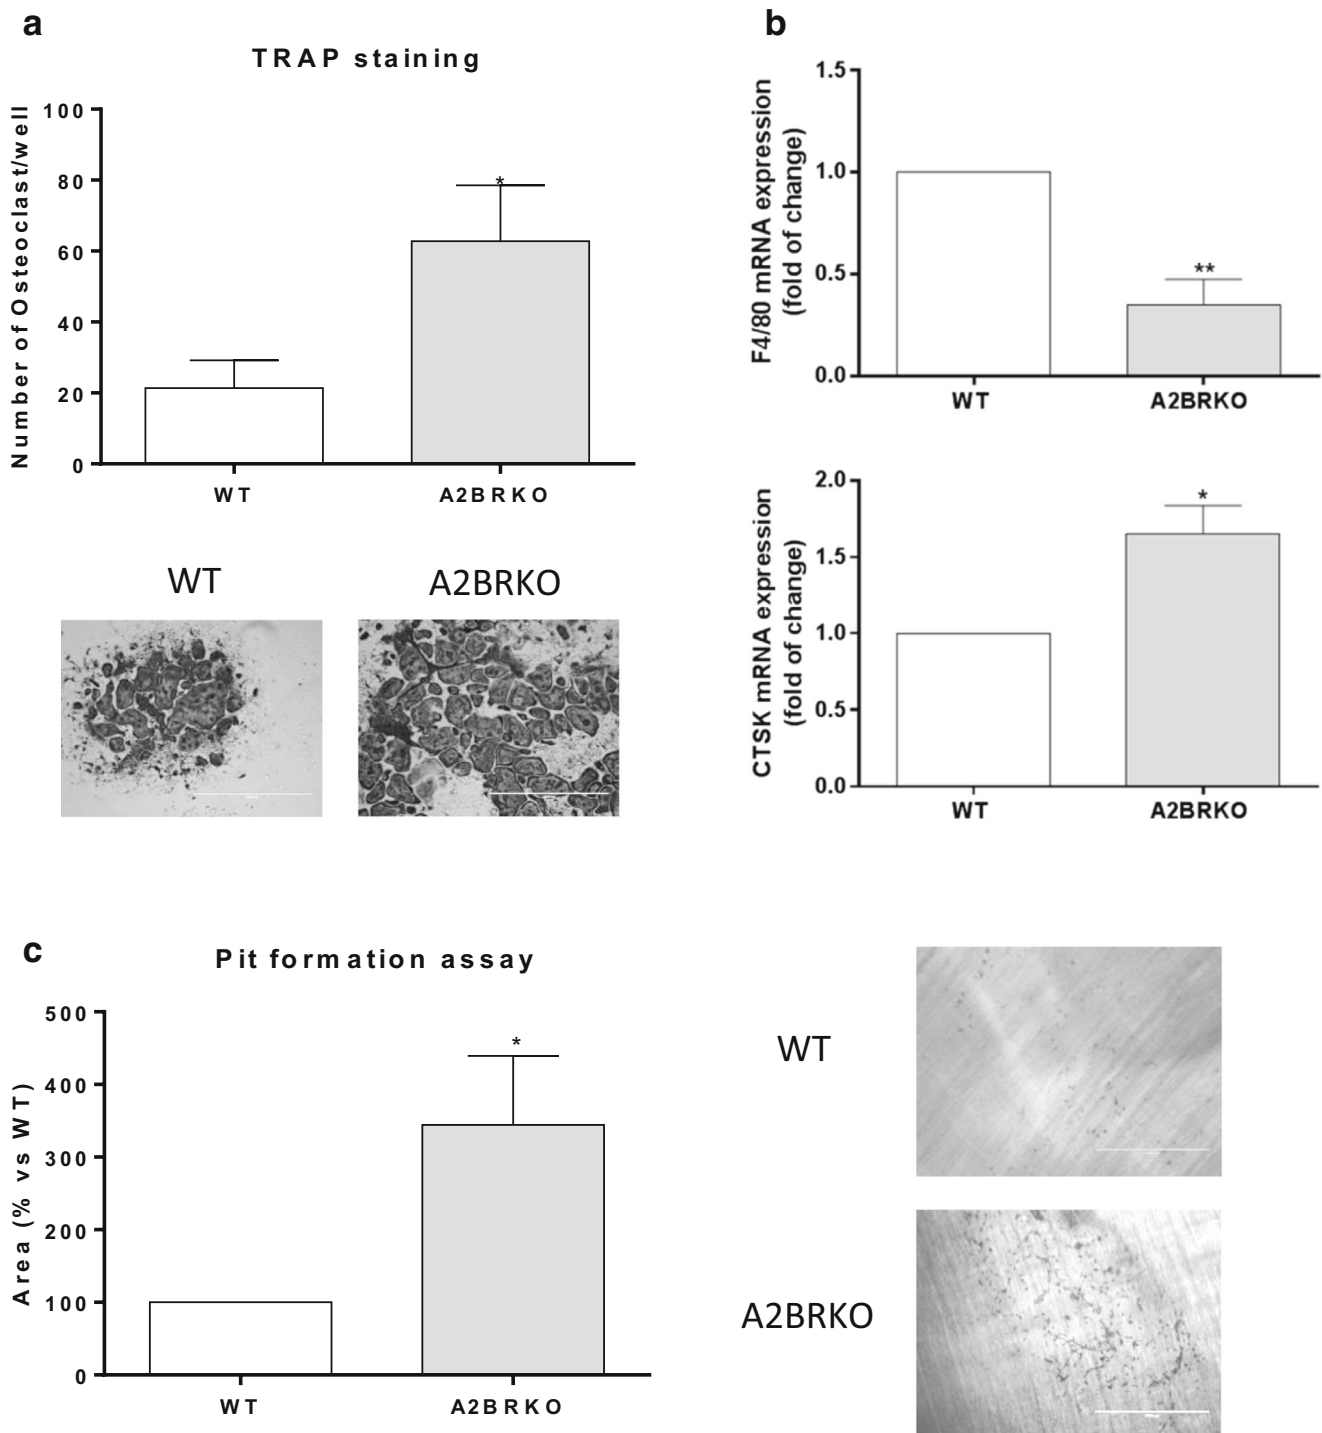 a
TRAP staining
Number of Osteoclast/well
100
80
60
40
20
0
*
WT
A2BRKO
WT
A2BRKO
b
F4/80 mRNA expression
(fold of change)
1.5
1.0
0.5
0.0
**
WT
A2BRKO
CTSK mRNA expression
(fold of change)
2.0
1.5
1.0
0.5
0.0
*
WT
A2BRKO
c
Pit formation assay
Area (% vs WT)
500
400
300
200
100
0
*
WT
A2BRKO
WT
A2BRKO